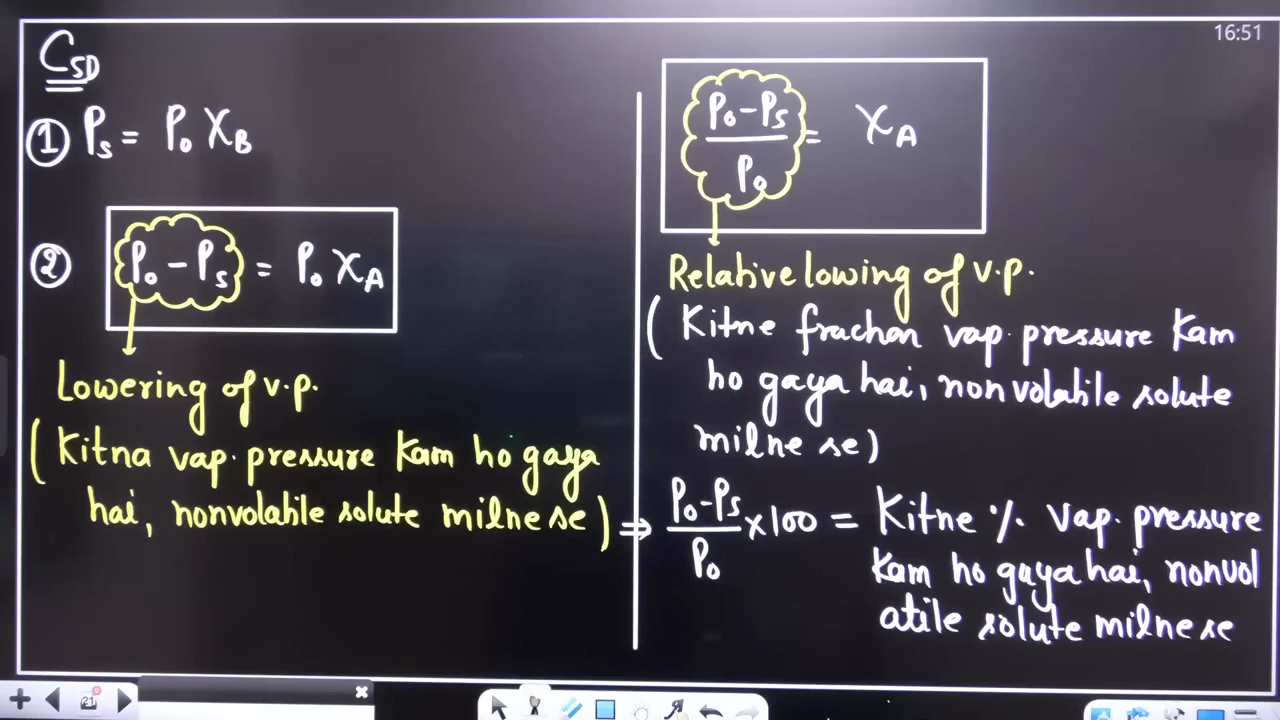 16:51
CSD
① Ps = P₀ XB
② P₀ – Ps = P₀ XA
Lowering of v.p.
(Kitna vap. pressure kam ho gaya
hai, nonvolatile solute milne se)
P₀ – Ps / P₀ = XA
Relative lowing of v.p.
(Kitne fraction vap. pressure kam
ho gaya hai, nonvolatile solute
milne se)
⇒ P₀ – Ps / P₀ × 100 = Kitne % vap. pressure
kam ho gaya hai, nonvol
atile solute milne se
21